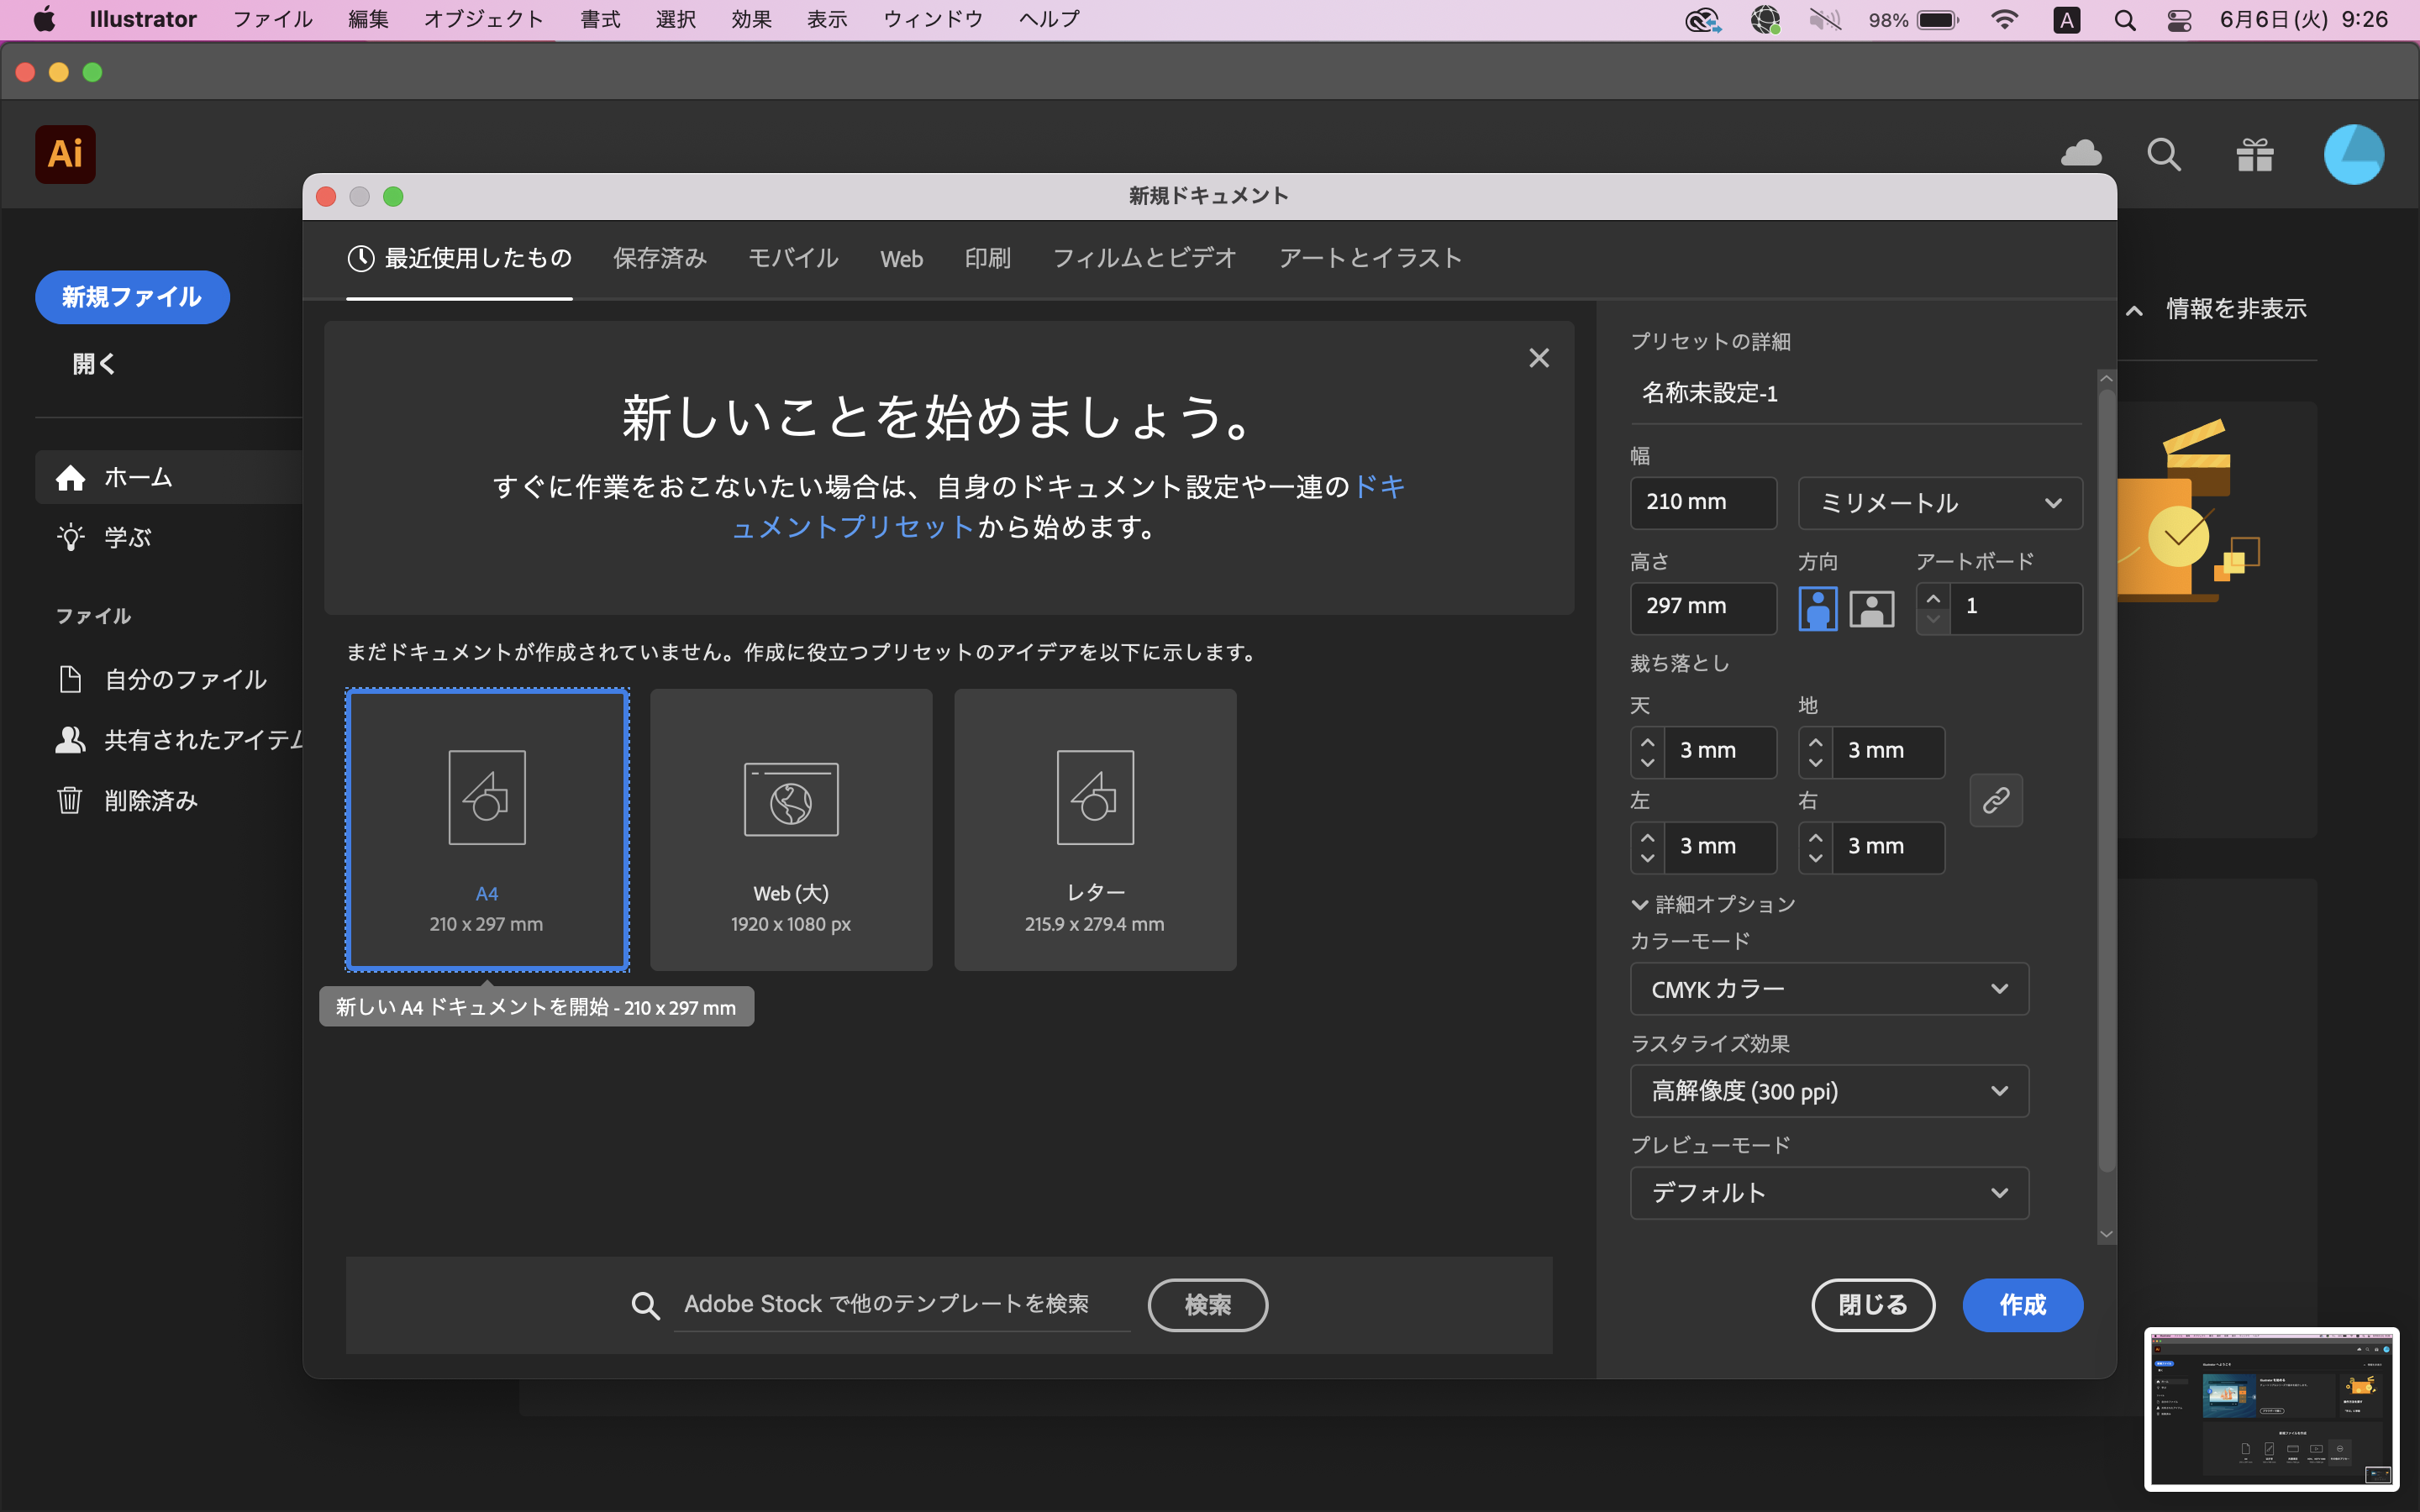 Illustrator ファイル 編集 オブジェクト 書式 選択 効果 表示 ウィンドウ ヘルプ 98% A 6月6日(火) 9:26
Ai
新規ドキュメント
最近使用したもの 保存済み モバイル Web 印刷 フィルムとビデオ アートとイラスト
新規ファイル
開く
ホーム
学ぶ
ファイル
自分のファイル
共有されたアイテム
削除済み
情報を非表示
新しいことを始めましょう。
すぐに作業をおこないたい場合は、自身のドキュメント設定や一連のドキ
ュメントプリセットから始めます。
まだドキュメントが作成されていません。作成に役立つプリセットのアイデアを以下に示します。
A4
210 x 297 mm
Web (大)
1920 x 1080 px
レター
215.9 x 279.4 mm
新しい A4 ドキュメントを開始 - 210 x 297 mm
Adobe Stock で他のテンプレートを検索
検索
プリセットの詳細
名称未設定-1
幅
210 mm ミリメートル
高さ 方向 アートボード
297 mm 1
裁ち落とし
天 地
3 mm 3 mm
左 右
3 mm 3 mm
詳細オプション
カラーモード
CMYK カラー
ラスタライズ効果
高解像度 (300 ppi)
プレビューモード
デフォルト
閉じる 作成